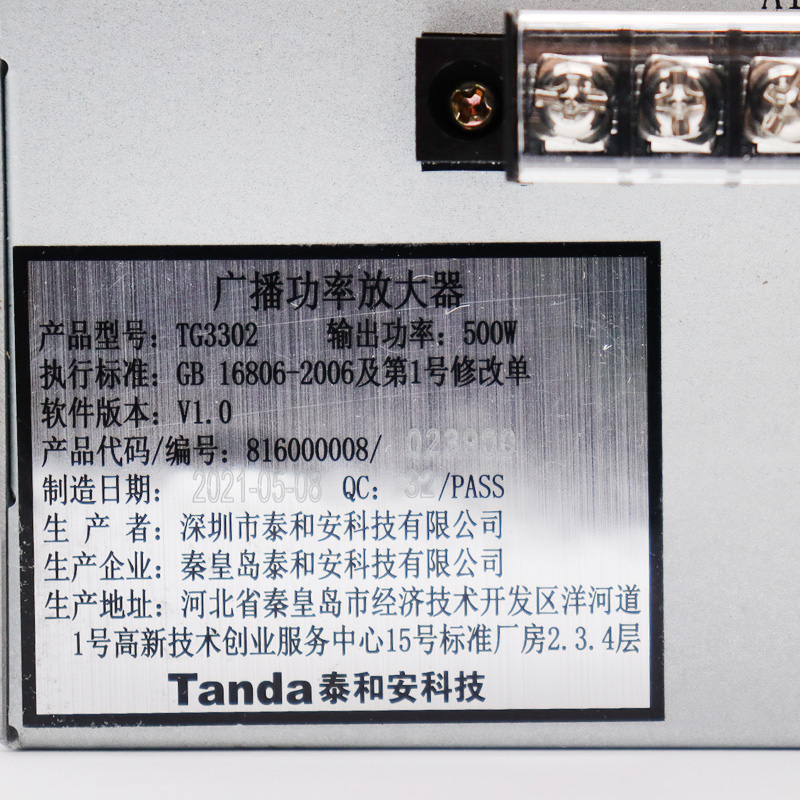 广播功率放大器
产品型号：TG3302 输出功率：500W
执行标准：GB 16806-2006及第1号修改单
软件版本：V1.0
产品代码/编号：816000008/
制造日期：2021-05-08 QC：32/PASS
生 产 者：深圳市泰和安科技有限公司
生产企业：秦皇岛泰和安科技有限公司
生产地址：河北省秦皇岛市经济技术开发区洋河道
1号高新技术创业服务中心15号标准厂房2.3.4层
Tanda泰和安科技